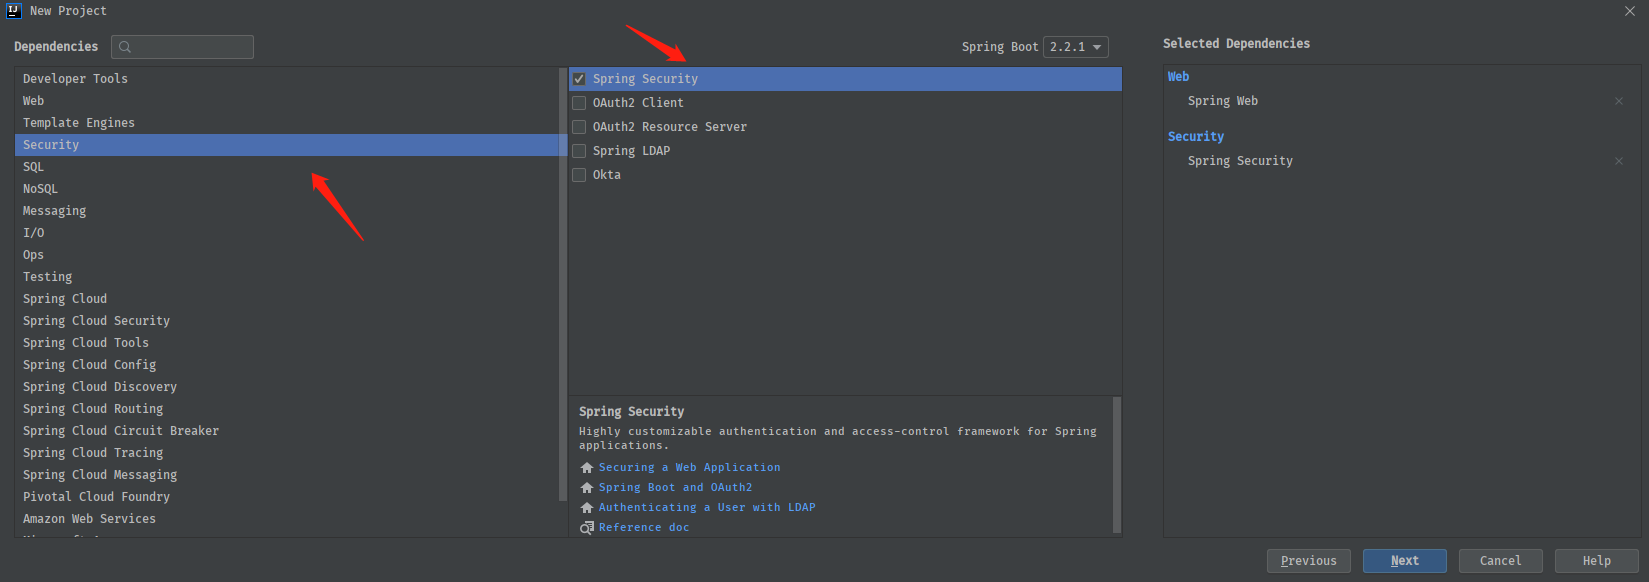 New Project
Dependencies
Spring Boot 2.2.1
Selected Dependencies
Developer Tools
Web
Template Engines
Security
SQL
NoSQL
Messaging
I/O
Ops
Testing
Spring Cloud
Spring Cloud Security
Spring Cloud Tools
Spring Cloud Config
Spring Cloud Discovery
Spring Cloud Routing
Spring Cloud Circuit Breaker
Spring Cloud Tracing
Spring Cloud Messaging
Pivotal Cloud Foundry
Amazon Web Services
Spring Security
OAuth2 Client
OAuth2 Resource Server
Spring LDAP
Okta
Spring Security
Highly customizable authentication and access-control framework for Spring
applications.
Securing a Web Application
Spring Boot and OAuth2
Authenticating a User with LDAP
Reference doc
Web
Spring Web
Security
Spring Security
Previous
Next
Cancel
Help